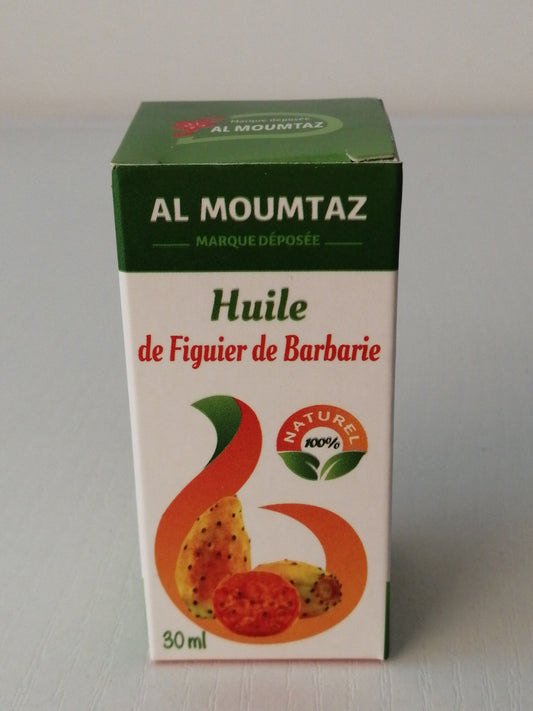 Marque déposée
AL MOUMTAZ
AL MOUMTAZ
MARQUE DÉPOSÉE
Huile
de Figuier de Barbarie
NATUREL
100%
30 ml